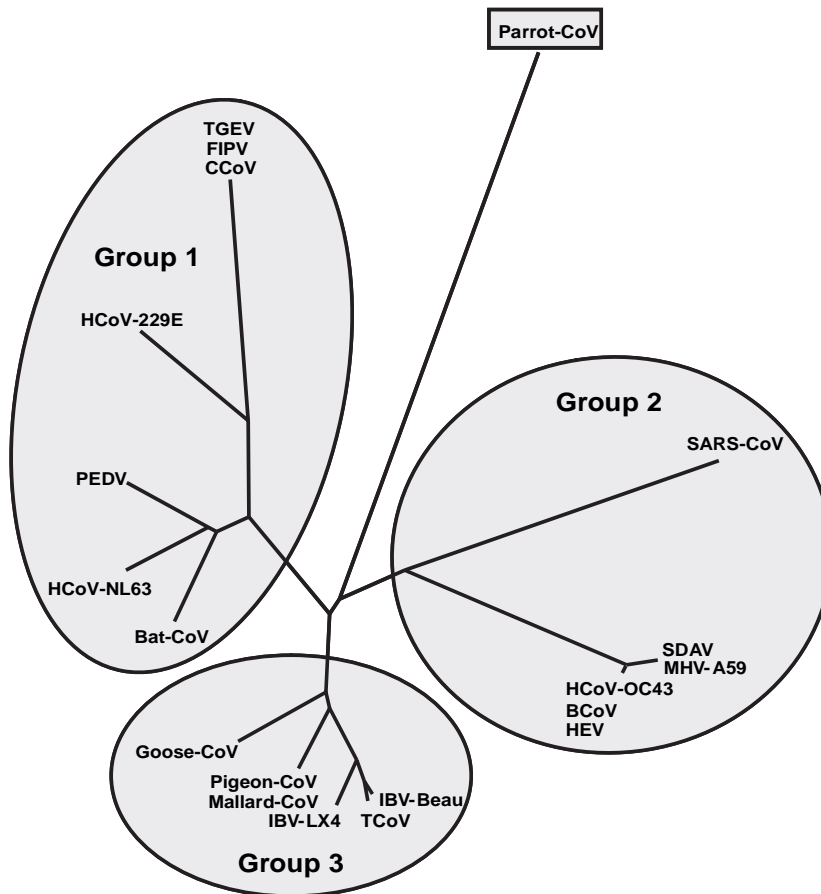 Parrot-CoV
TGEV
FIPV
CCoV
Group 1
HCoV-229E
PEDV
HCoV-NL63
Bat-CoV
Group 2
SARS-CoV
SDAV
MHV-A59
HCoV-OC43
BCoV
HEV
Goose-CoV
Pigeon-CoV
Mallard-CoV
IBV-Beau
IBV-LX4
TCoV
Group 3